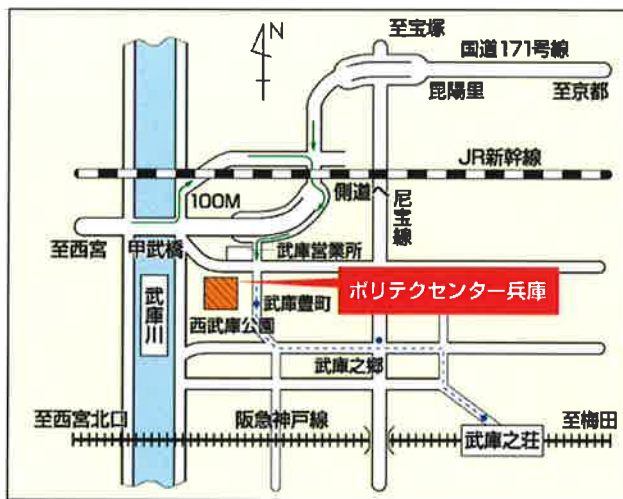 N
至宝塚
国道171号線
昆陽里
至京都
JR新幹線
100M
側道
尼宝線
至西宮
甲武橋
武庫営業所
ポリテクセンター兵庫
武庫川
武庫豊町
西武庫公園
武庫之郷
至西宮北口
阪急神戸線
至梅田
武庫之荘